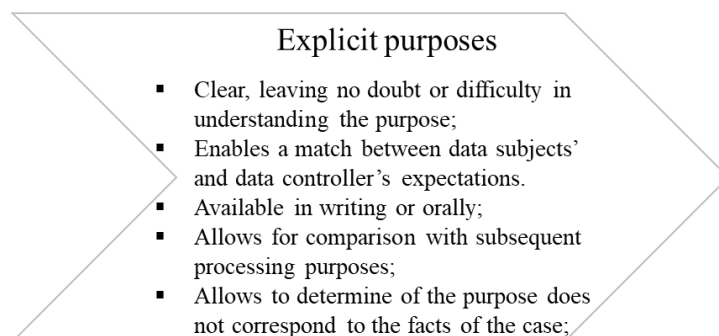 Explicit purposes
▪ Clear, leaving no doubt or difficulty in
understanding the purpose;
▪ Enables a match between data subjects’
and data controller’s expectations.
▪ Available in writing or orally;
▪ Allows for comparison with subsequent
processing purposes;
▪ Allows to determine of the purpose does
not correspond to the facts of the case;